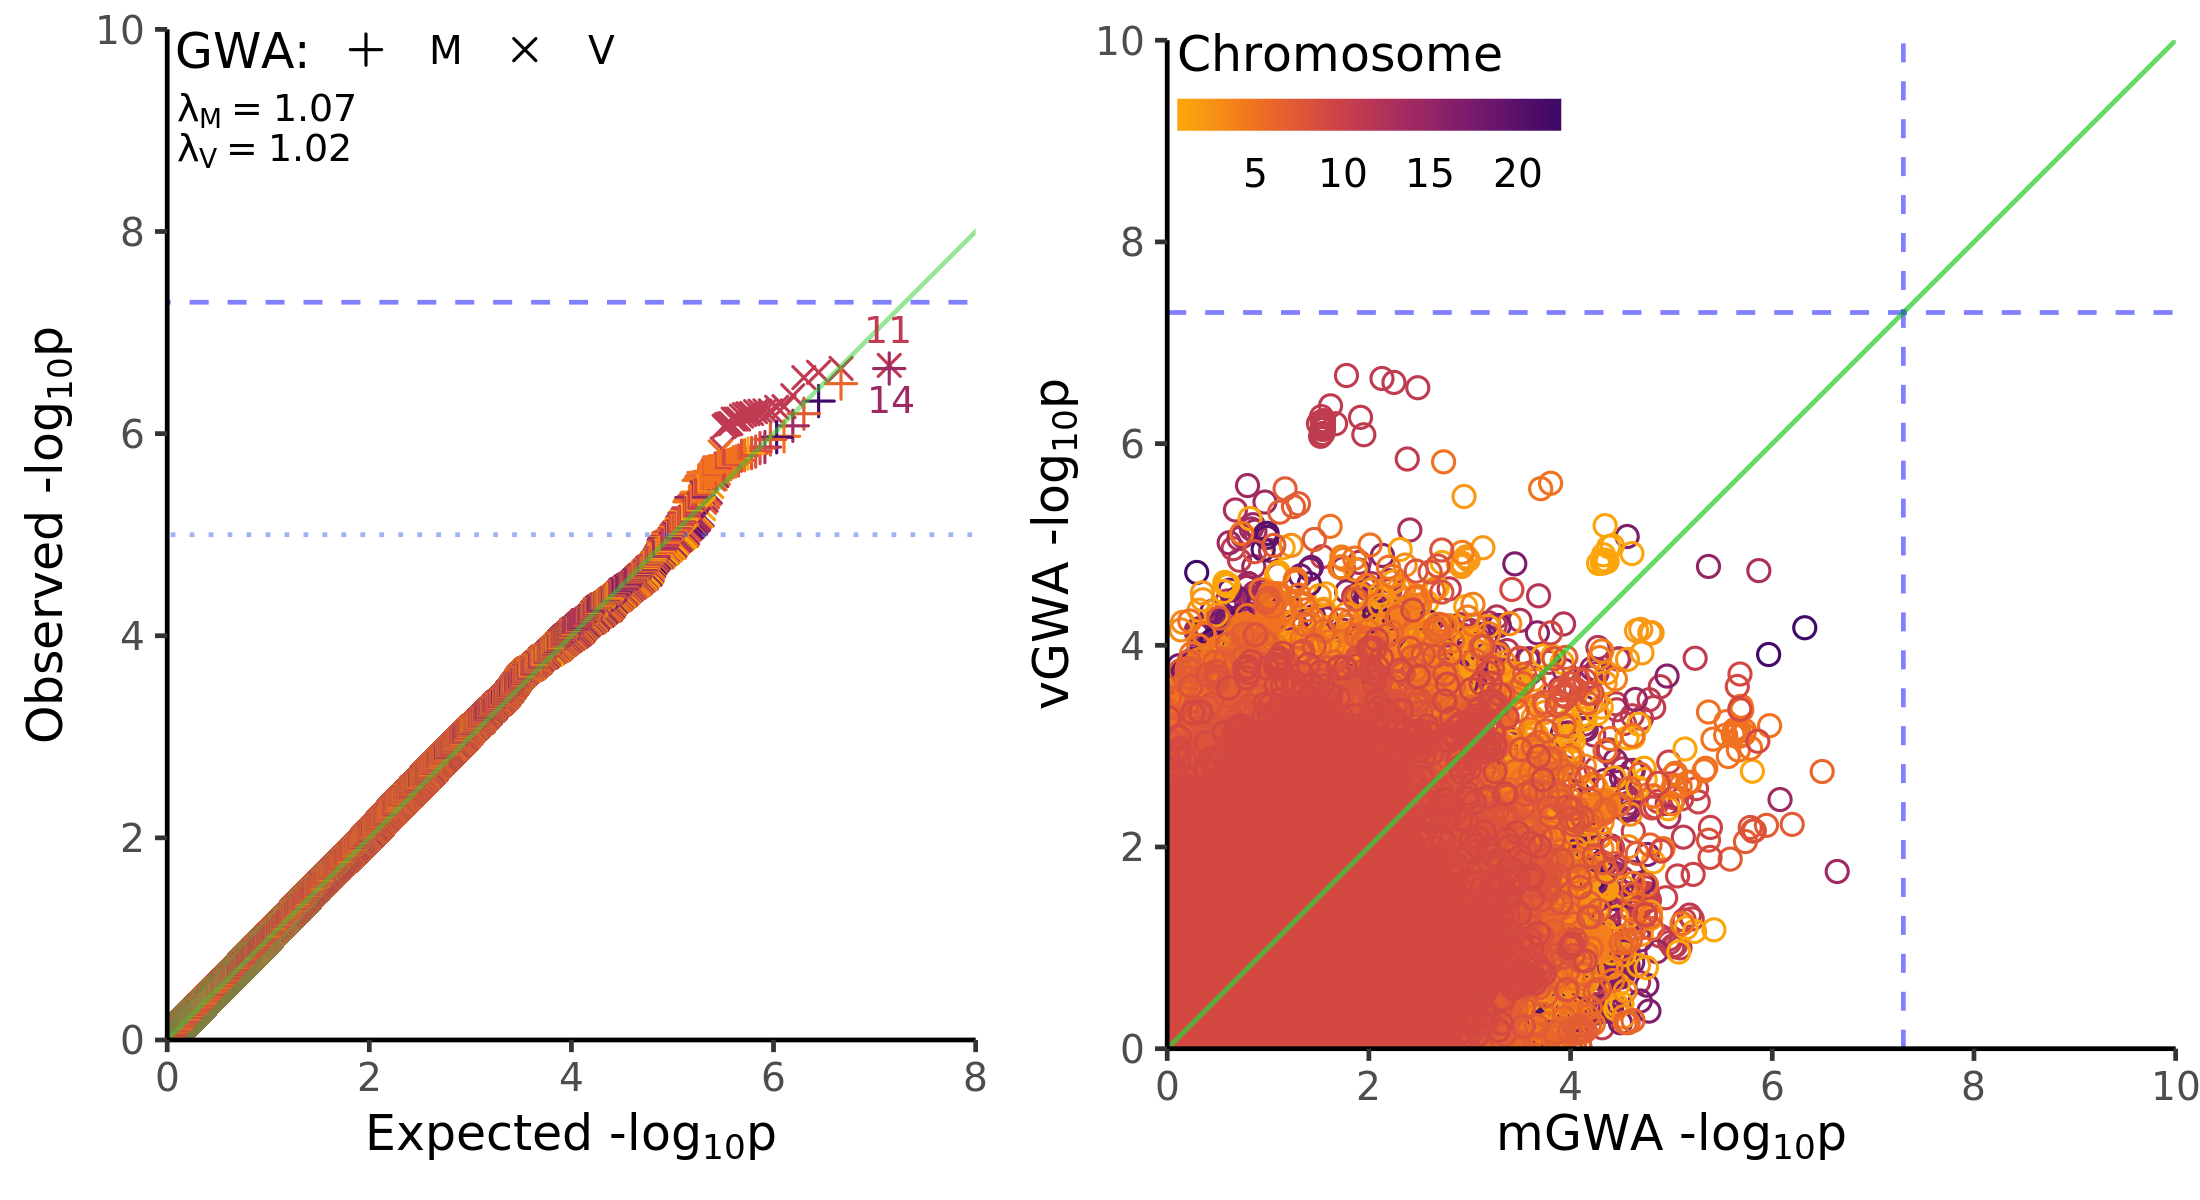 GWA: + M × V
λM = 1.07
λV = 1.02
10
8
6
4
2
0
11
14
0 2 4 6 8
Expected -log10p
Observed -log10p
Chromosome
5 10 15 20
10
8
6
4
2
0
0 2 4 6 8 10
mGWA -log10p
vGWA -log10p